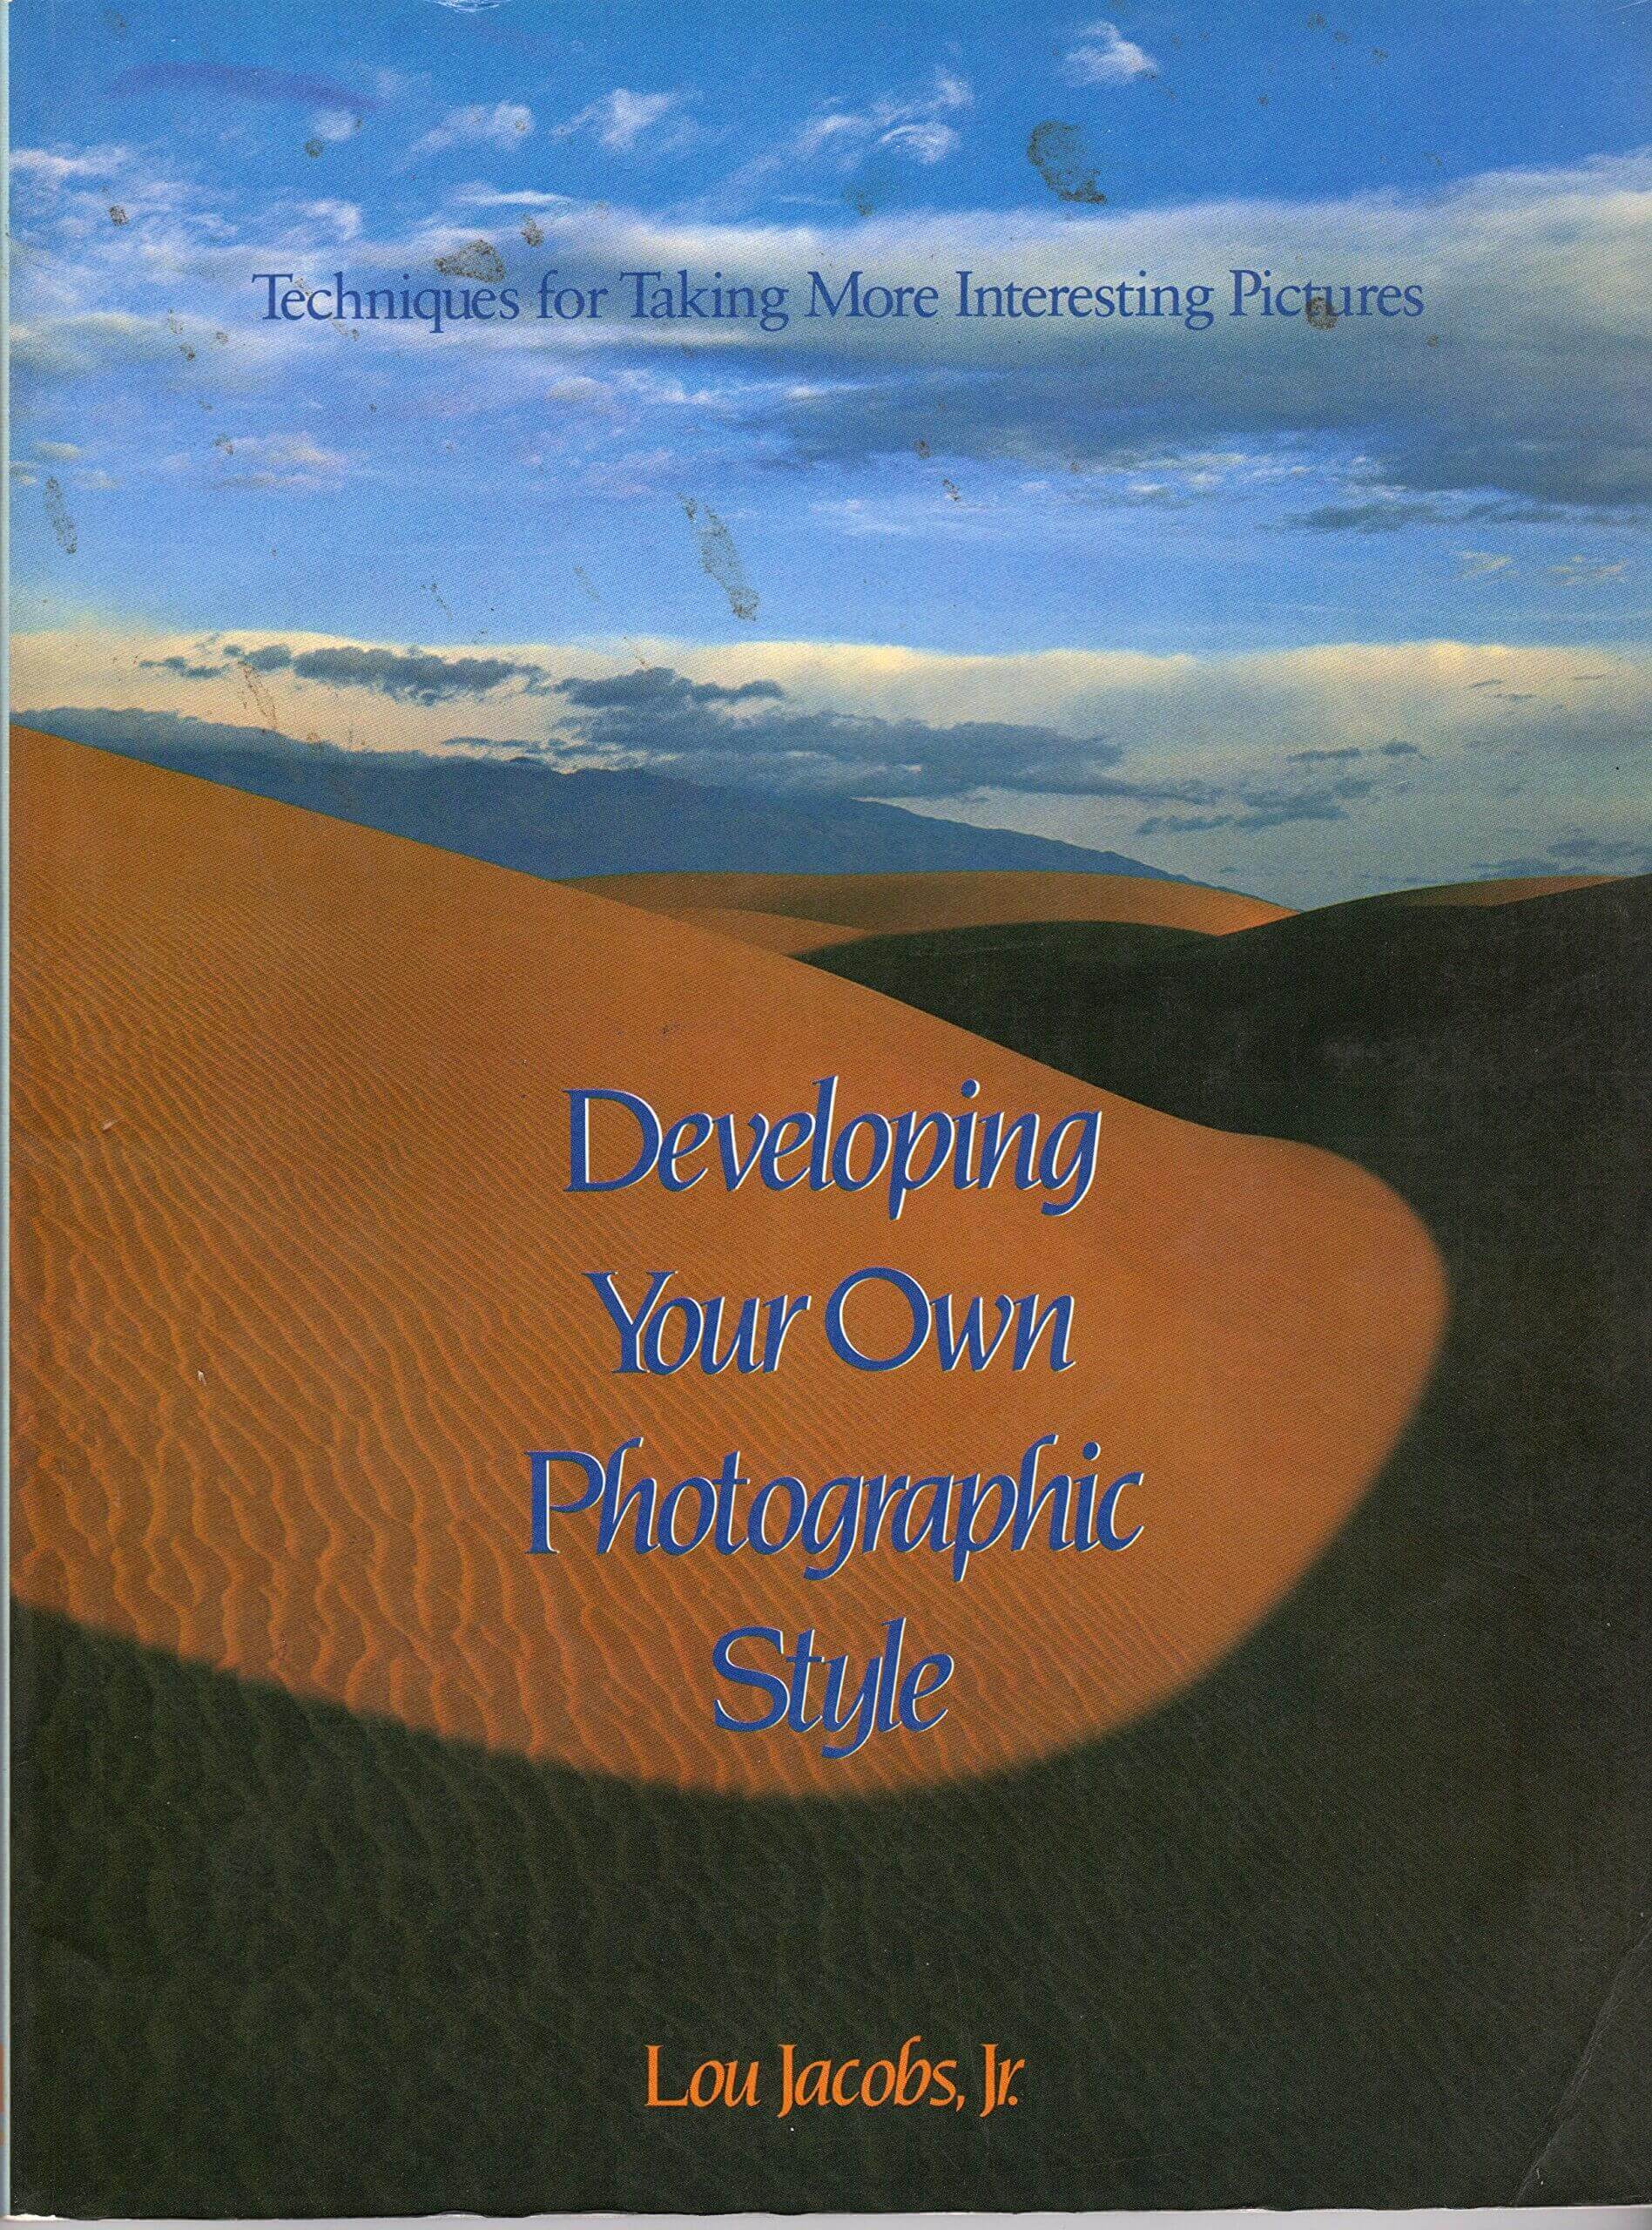 Techniques for Taking More Interesting Pictures
Developing
Your Own
Photographic
Style
Lou Jacobs, Jr.